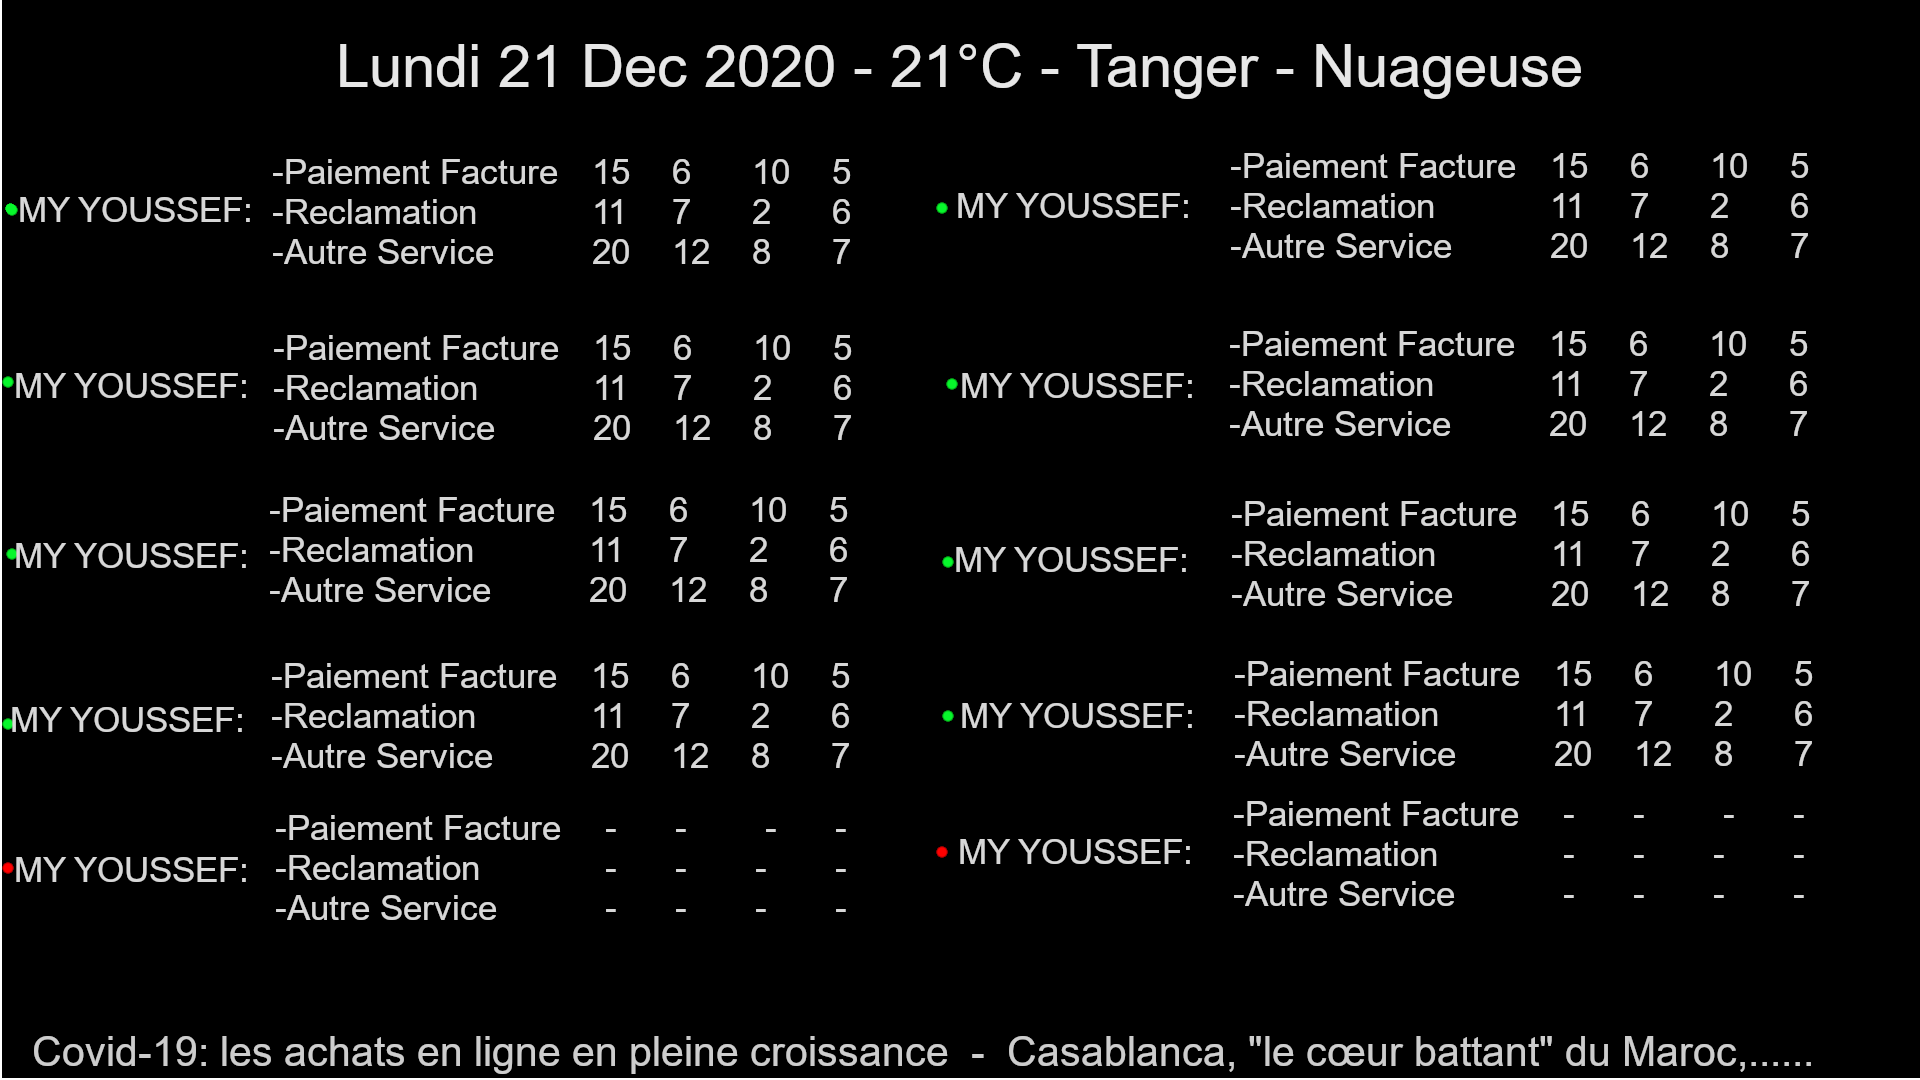 Lundi 21 Dec 2020 - 21°C - Tanger - Nuageuse
MY YOUSSEF:
-Paiement Facture 15 6 10 5
-Reclamation 11 7 2 6
-Autre Service 20 12 8 7
MY YOUSSEF:
-Paiement Facture 15 6 10 5
-Reclamation 11 7 2 6
-Autre Service 20 12 8 7
MY YOUSSEF:
-Paiement Facture 15 6 10 5
-Reclamation 11 7 2 6
-Autre Service 20 12 8 7
MY YOUSSEF:
-Paiement Facture 15 6 10 5
-Reclamation 11 7 2 6
-Autre Service 20 12 8 7
MY YOUSSEF:
-Paiement Facture - - - -
-Reclamation - - - -
-Autre Service - - - -
MY YOUSSEF:
-Paiement Facture 15 6 10 5
-Reclamation 11 7 2 6
-Autre Service 20 12 8 7
MY YOUSSEF:
-Paiement Facture 15 6 10 5
-Reclamation 11 7 2 6
-Autre Service 20 12 8 7
MY YOUSSEF:
-Paiement Facture 15 6 10 5
-Reclamation 11 7 2 6
-Autre Service 20 12 8 7
MY YOUSSEF:
-Paiement Facture 15 6 10 5
-Reclamation 11 7 2 6
-Autre Service 20 12 8 7
MY YOUSSEF:
-Paiement Facture - - - -
-Reclamation - - - -
-Autre Service - - - -
Covid-19: les achats en ligne en pleine croissance - Casablanca, "le cœur battant" du Maroc,......